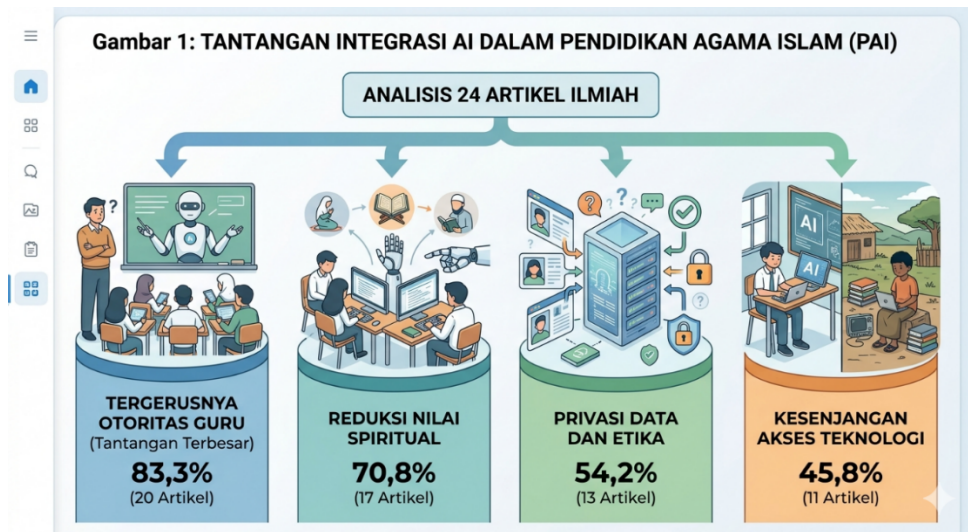 Gambar 1: TANTANGAN INTEGRASI AI DALAM PENDIDIKAN AGAMA ISLAM (PAI)
ANALISIS 24 ARTIKEL ILMIAH
AI
AI
TERGERUSNYA
OTORITAS GURU
(Tantangan Terbesar)
83,3%
(20 Artikel)
REDUKSI NILAI
SPIRITUAL
70,8%
(17 Artikel)
PRIVASI DATA
DAN ETIKA
54,2%
(13 Artikel)
KESENJANGAN
AKSES TEKNOLOGI
45,8%
(11 Artikel)